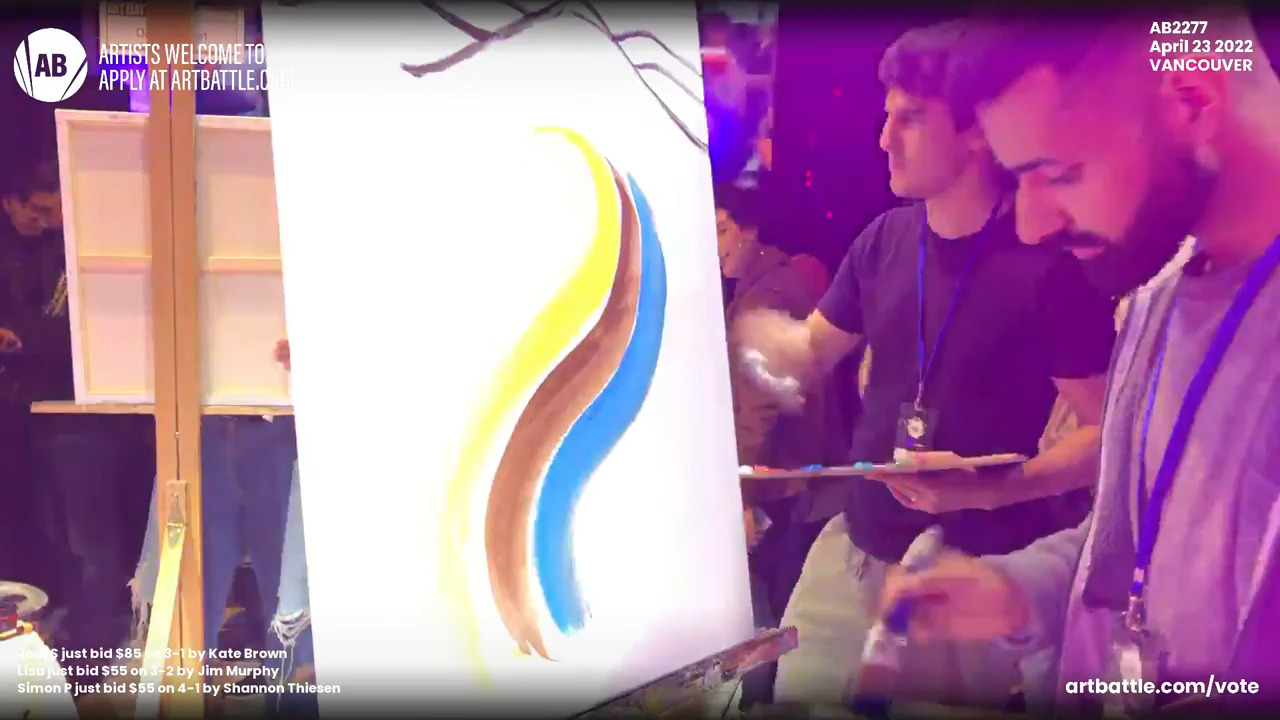 AB
ARTISTS WELCOME TO
APPLY AT ARTBATTLE.COM
AB2277
April 23 2022
VANCOUVER
just bid $85 on 3-1 by Kate Brown
Lisa just bid $55 on 3-2 by Jim Murphy
Simon P just bid $55 on 4-1 by Shannon Thiesen
artbattle.com/vote